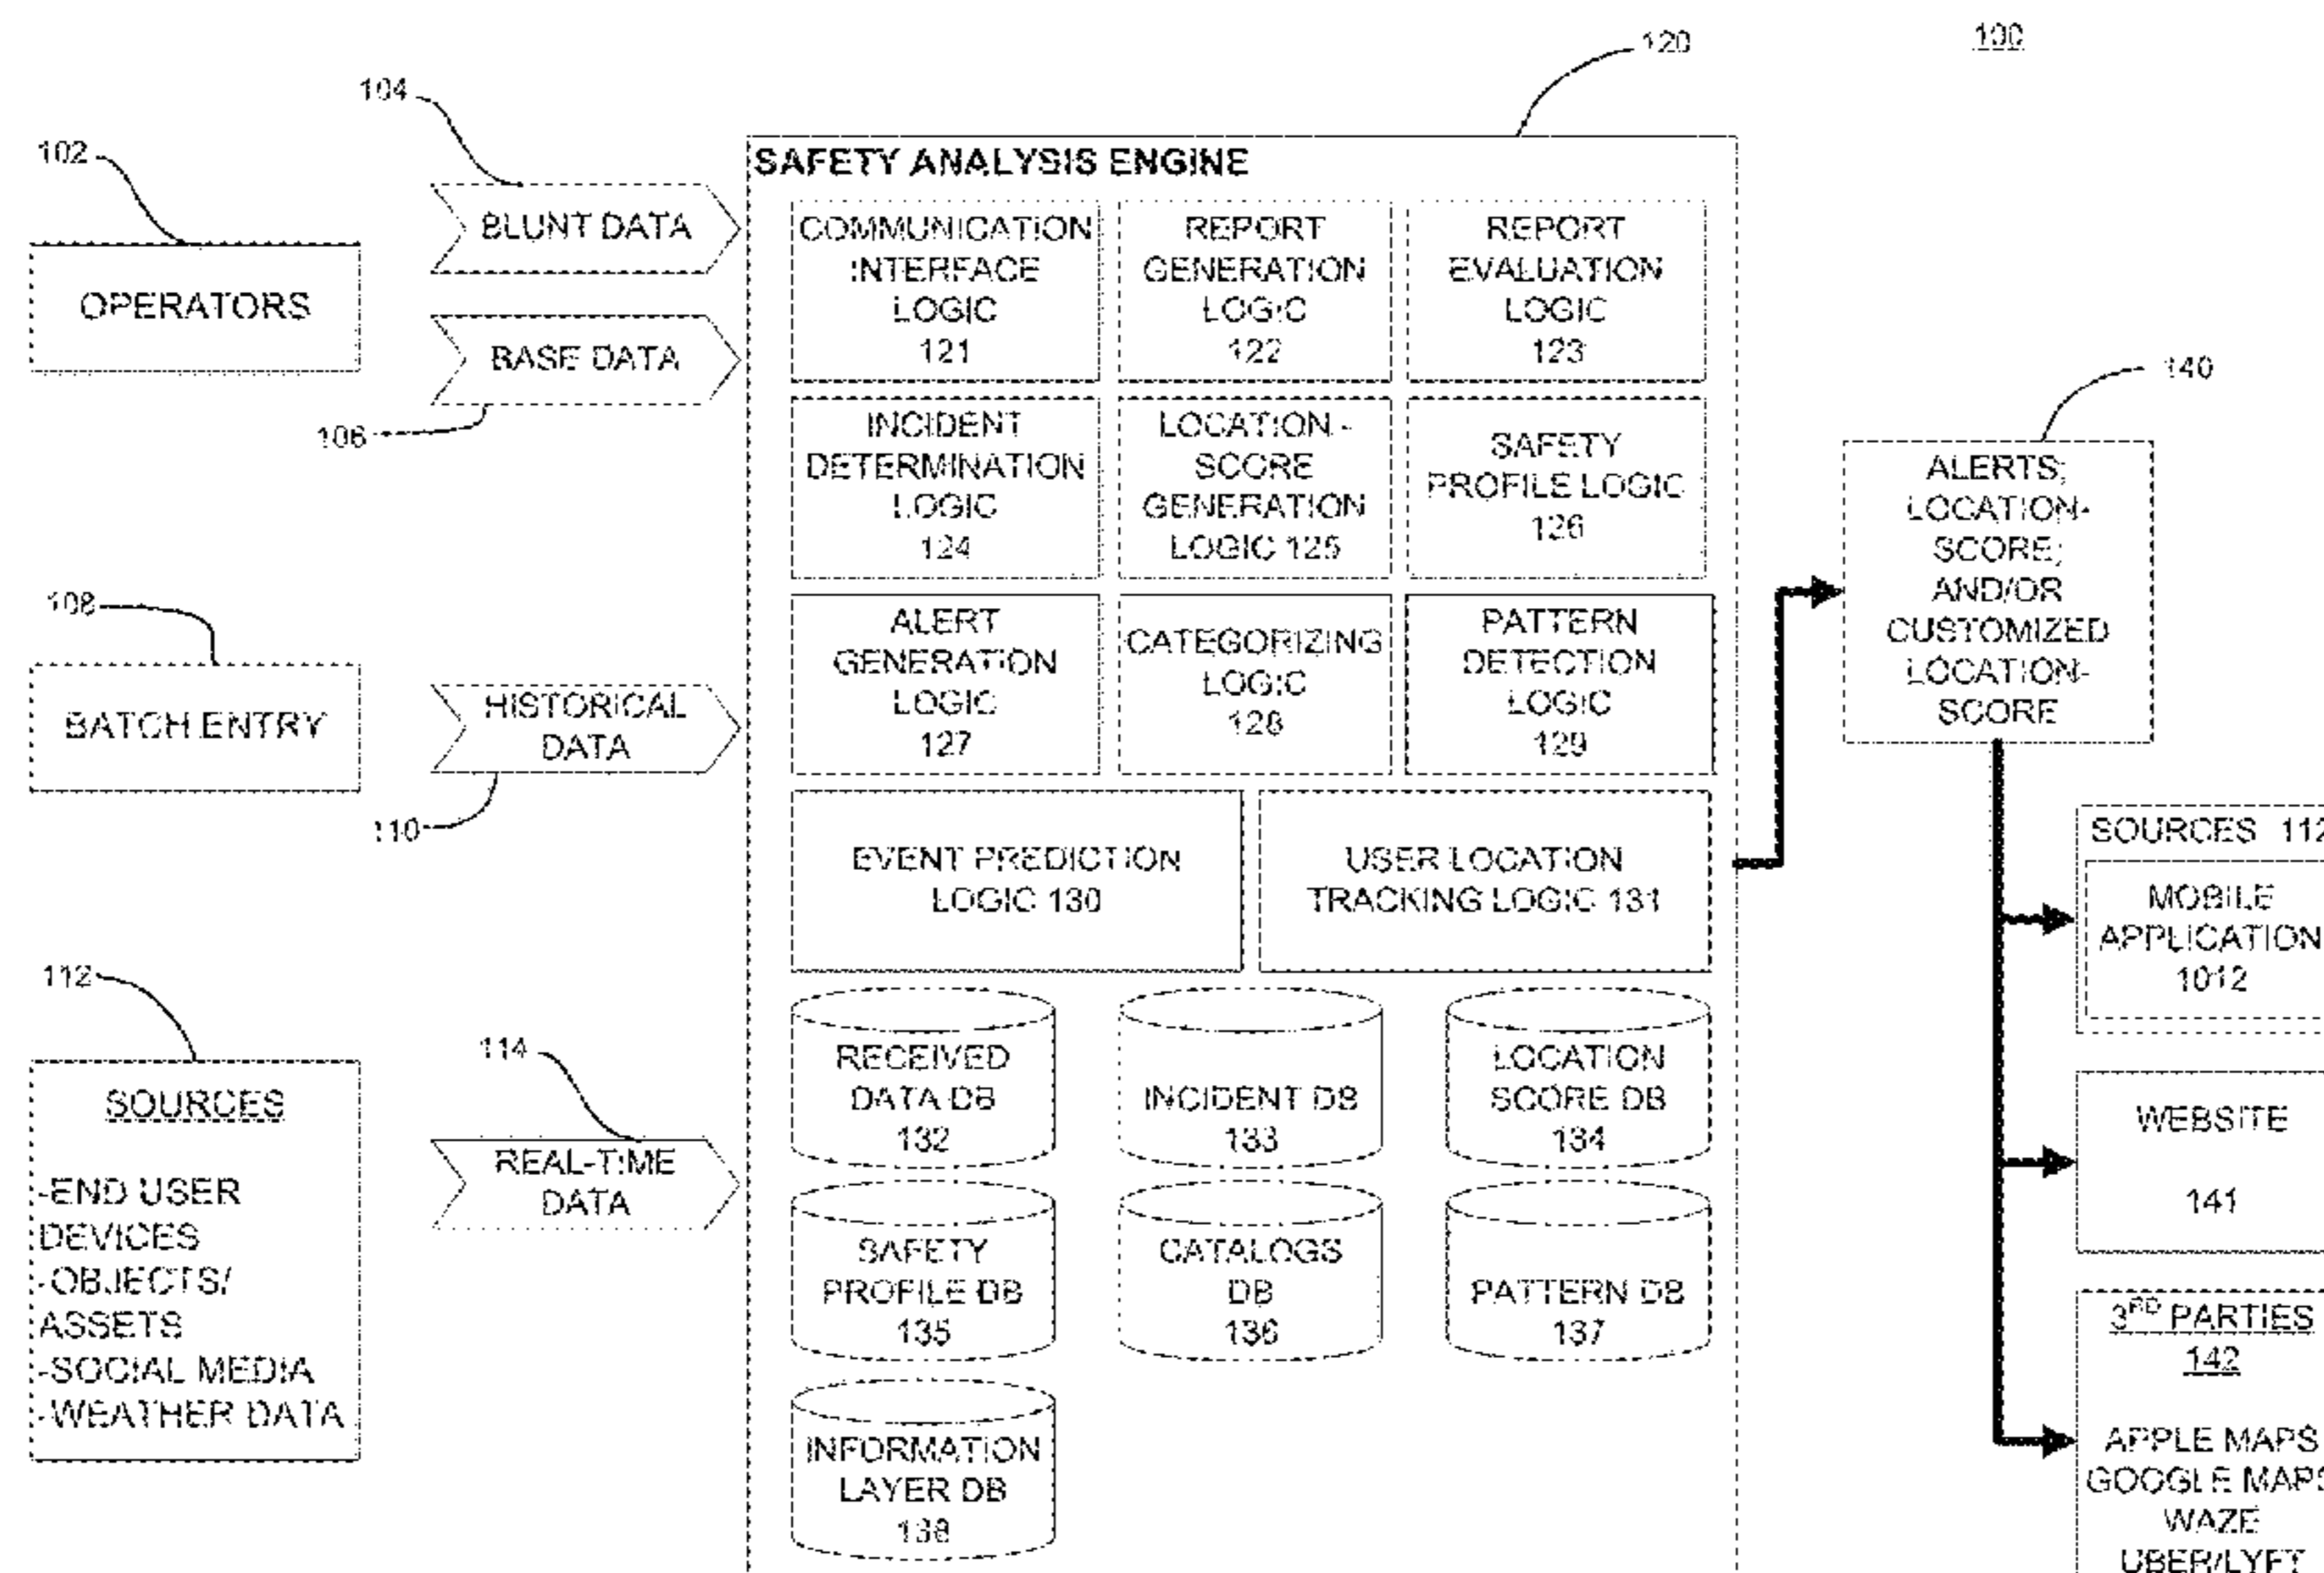 100
120
104
102
SAFETY ANALYSIS ENGINE
BLUNT DATA
OPERATORS
BASE DATA
106
COMMUNICATION
INTERFACE
LOGIC
121
REPORT
GENERATION
LOGIC
122
REPORT
EVALUATION
LOGIC
123
INCIDENT
DETERMINATION
LOGIC
124
LOCATION-
SCORE
GENERATION
LOGIC 125
SAFETY
PROFILE LOGIC
126
140
ALERTS;
LOCATION-
SCORE;
AND/OR
CUSTOMIZED
LOCATION-
SCORE
108
BATCH ENTRY
HISTORICAL
DATA
110
ALERT
GENERATION
LOGIC
127
CATEGORIZING
LOGIC
128
PATTERN
DETECTION
LOGIC
129
EVENT PREDICTION
LOGIC 130
USER LOCATION
TRACKING LOGIC 131
SOURCES 112
MOBILE
APPLICATION
1012
112
SOURCES
-END USER
DEVICES
-OBJECTS/
ASSETS
-SOCIAL MEDIA
-WEATHER DATA
114
REAL-TIME
DATA
RECEIVED
DATA DB
132
INCIDENT DB
133
LOCATION
SCORE DB
134
SAFETY
PROFILE DB
135
CATALOGS
DB
136
PATTERN DB
137
INFORMATION
LAYER DB
138
WEBSITE
141
3RD PARTIES
142
APPLE MAPS
GOOGLE MAPS
WAZE
UBER/LYFT